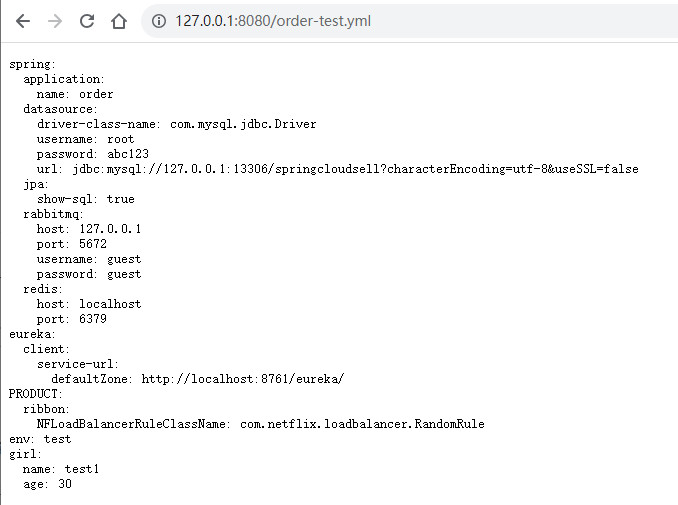 127.0.0.1:8080/order-test.yml
spring:
  application:
    name: order
  datasource:
    driver-class-name: com.mysql.jdbc.Driver
    username: root
    password: abc123
    url: jdbc:mysql://127.0.0.1:13306/springcloudsell?characterEncoding=utf-8&useSSL=false
  jpa:
    show-sql: true
  rabbitmq:
    host: 127.0.0.1
    port: 5672
    username: guest
    password: guest
  redis:
    host: localhost
    port: 6379
eureka:
  client:
    service-url:
      defaultZone: http://localhost:8761/eureka/
PRODUCT:
  ribbon:
    NFLoadBalancerRuleClassName: com.netflix.loadbalancer.RandomRule
env: test
girl:
  name: test1
  age: 30